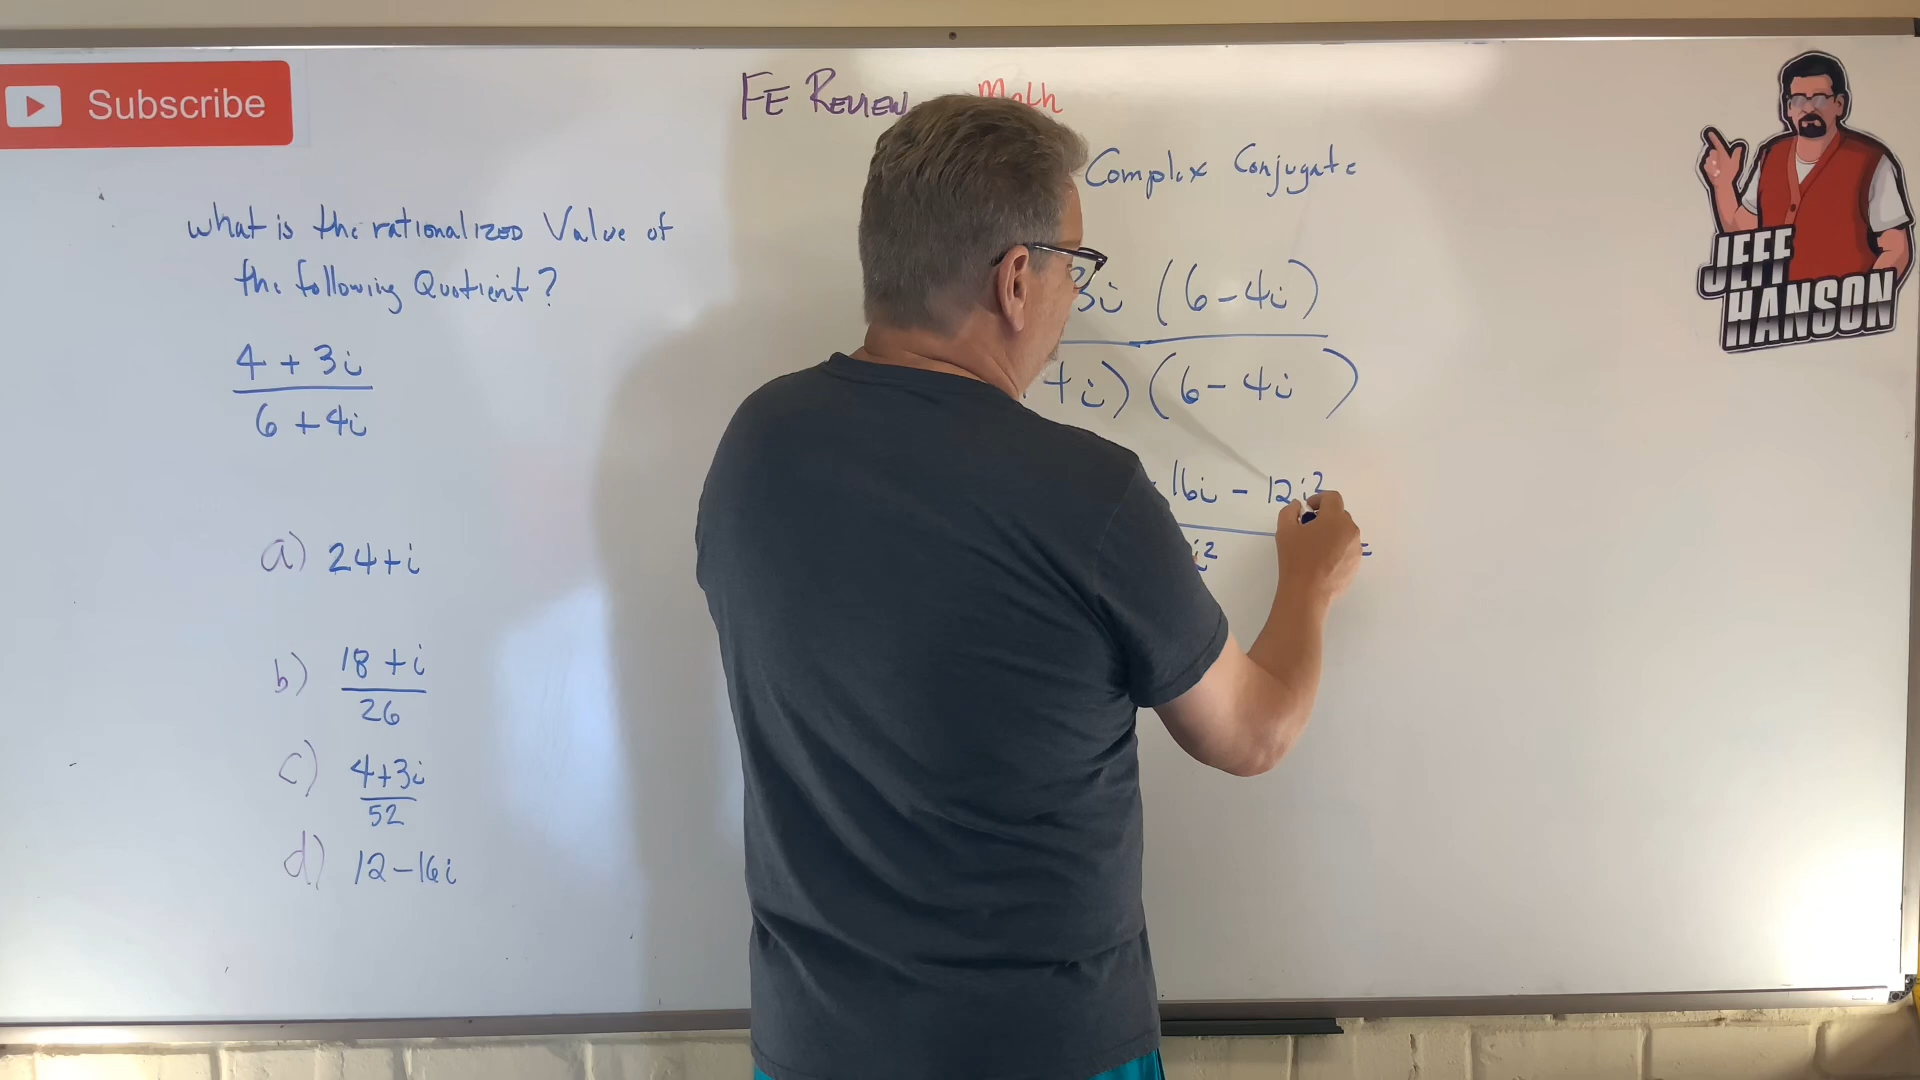 Subscribe
FE REVIEW Math
Complex Conjugate
What is the rationalized Value of
the following Quotient?
4 + 3i
6 + 4i
a) 24+i
b) 18 + i
26
c) 4+3i
52
d) 12-16i
3i (6-4i)
i) (6-4i )
16i - 12i²
i²
=
JEFF
HANSON